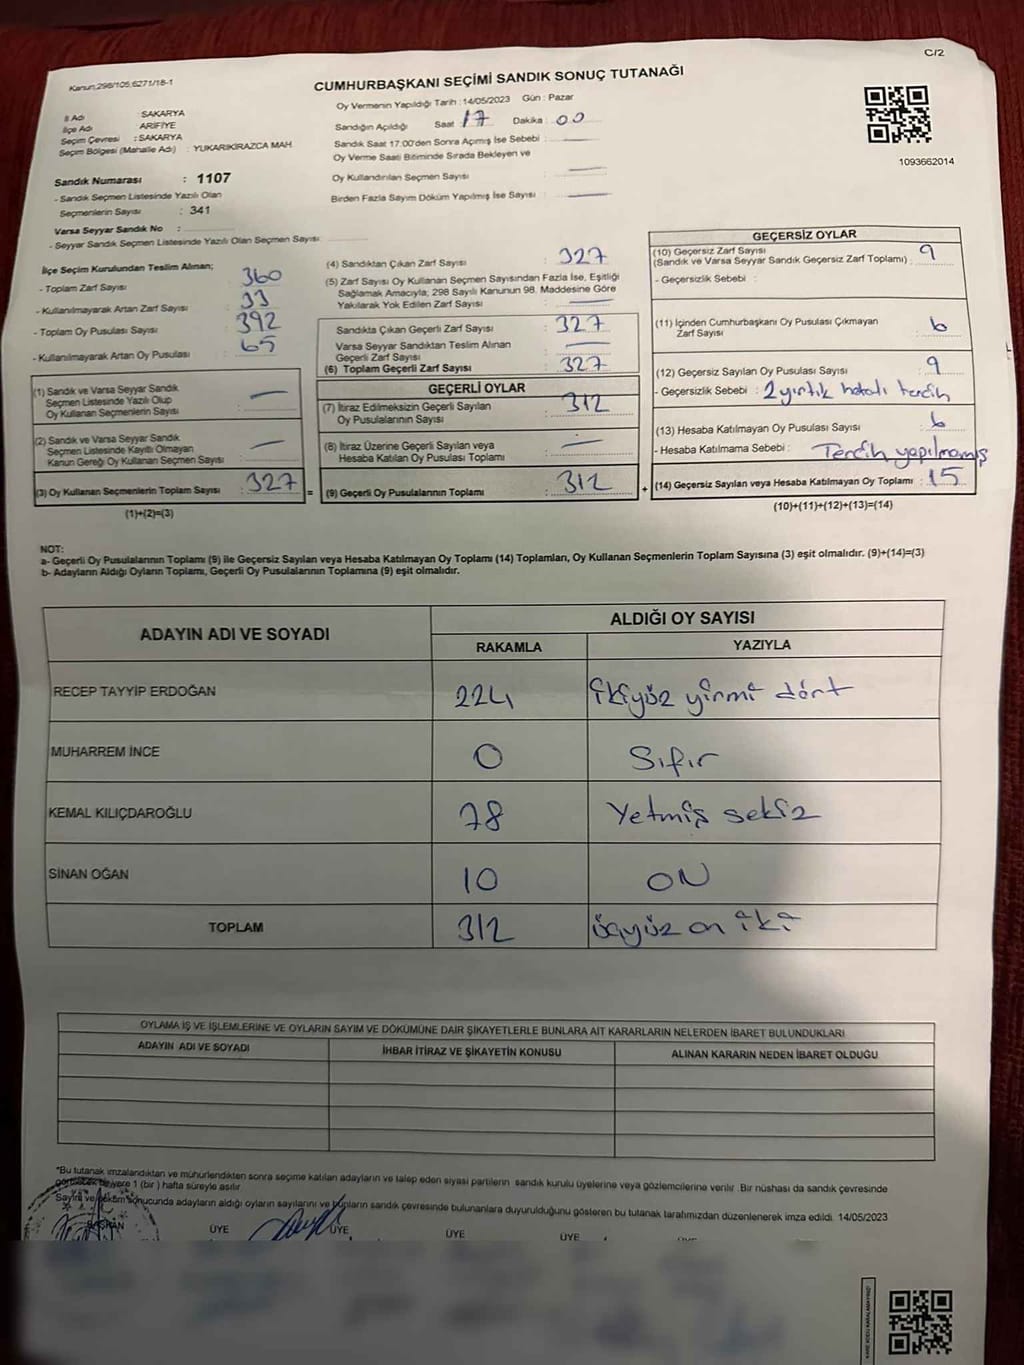 C/2
Kanun:298/105;6271/18-1
CUMHURBAŞKANI SEÇİMİ SANDIK SONUÇ TUTANAĞI
İl Adı SAKARYA
İlçe Adı ARİFİYE
Seçim Çevresi : SAKARYA
Seçim Bölgesi (Mahalle Adı) : YUKARIKİRAZCA MAH.
Sandık Numarası : 1107
- Sandık Seçmen Listesinde Yazılı Olan
Seçmenlerin Sayısı : 341
Varsa Seyyar Sandık No :
- Seyyar Sandık Seçmen Listesinde Yazılı Olan Seçmen Sayısı:
Oy Vermenin Yapıldığı Tarih :14/05/2023 Gün : Pazar
Sandığın Açıldığı Saat 17 Dakika : 00
Sandık Saat 17:00'den Sonra Açımış İse Sebebi :
Oy Verme Saati Bitiminde Sırada Bekleyen ve
Oy Kullandırılan Seçmen Sayısı :
Birden Fazla Sayım Döküm Yapılmış İse Sayısı :
1093662014
İlçe Seçim Kurulundan Teslim Alınan;
- Toplam Zarf Sayısı : 360
- Kullanılmayarak Artan Zarf Sayısı : 33
- Toplam Oy Pusulası Sayısı : 392
- Kullanılmayarak Artan Oy Pusulası : 65
(1) Sandık ve Varsa Seyyar Sandık
Seçmen Listesinde Yazılı Olup
Oy Kullanan Seçmenlerin Sayısı :
(2) Sandık ve Varsa Seyyar Sandık
Seçmen Listesinde Kayıtlı Olmayan
Kanun Gereği Oy Kullanan Seçmen Sayısı :
(3) Oy Kullanan Seçmenlerin Toplam Sayısı : 327 =
(1)+(2)=(3)
(4) Sandıktan Çıkan Zarf Sayısı : 327
(5) Zarf Sayısı Oy Kullanan Seçmen Sayısından Fazla İse, Eşitliği
Sağlamak Amacıyla, 298 Sayılı Kanunun 98. Maddesine Göre
Yakılarak Yok Edilen Zarf Sayısı :
Sandıkta Çıkan Geçerli Zarf Sayısı : 327
Varsa Seyyar Sandıktan Teslim Alınan
Geçerli Zarf Sayısı :
(6) Toplam Geçerli Zarf Sayısı : 327
GEÇERLİ OYLAR
(7) İtiraz Edilmeksizin Geçerli Sayılan
Oy Pusulalarının Sayısı : 312
(8) İtiraz Üzerine Geçerli Sayılan veya
Hesaba Katılan Oy Pusulası Toplamı :
(9) Geçerli Oy Pusulalarının Toplamı : 312 +
GEÇERSİZ OYLAR
(10) Geçersiz Zarf Sayısı
(Sandık ve Varsa Seyyar Sandık Geçersiz Zarf Toplamı) : 9
- Geçersizlik Sebebi :
(11) İçinden Cumhurbaşkanı Oy Pusulası Çıkmayan
Zarf Sayısı : 6
(12) Geçersiz Sayılan Oy Pusulası Sayısı : 9
- Geçersizlik Sebebi : 2 yırtık hatalı tercih
(13) Hesaba Katılmayan Oy Pusulası Sayısı : 6
- Hesaba Katılmama Sebebi : Tercih yapılmamış
(14) Geçersiz Sayılan veya Hesaba Katılmayan Oy Toplamı : 15
(10)+(11)+(12)+(13)=(14)
NOT:
a- Geçerli Oy Pusulalarının Toplamı (9) ile Geçersiz Sayılan veya Hesaba Katılmayan Oy Toplamı (14) Toplamları, Oy Kullanan Seçmenlerin Toplam Sayısına (3) eşit olmalıdır. (9)+(14)=(3)
b- Adayların Aldığı Oyların Toplamı, Geçerli Oy Pusulalarının Toplamına (9) eşit olmalıdır.
ADAYIN ADI VE SOYADI
ALDIĞI OY SAYISI
RAKAMLA YAZIYLA
RECEP TAYYİP ERDOĞAN 224 ikiyüz yirmi dört
MUHARREM İNCE 0 Sıfır
KEMAL KILIÇDAROĞLU 78 Yetmiş sekiz
SİNAN OĞAN 10 ON
TOPLAM 312 üçyüz on iki
OYLAMA İŞ VE İŞLEMLERİNE VE OYLARIN SAYIM VE DÖKÜMÜNE DAİR ŞİKAYETLERLE BUNLARA AİT KARARLARIN NELERDEN İBARET BULUNDUKLARI
ADAYIN ADI VE SOYADI İHBAR İTİRAZ VE ŞİKAYETİN KONUSU ALINAN KARARIN NEDEN İBARET OLDUĞU
*Bu tutanak imzalandıktan ve mühürlendikten sonra seçime katılan adayların ve talep eden siyasi partilerin sandık kurulu üyelerine veya gözlemcilerine verilir. Bir nüshası da sandık çevresinde
yere 1 (bir ) hafta süreyle asılır.
Sayım ve döküm sonucunda adayların aldığı oyların sayılarını ve bunların sandık çevresinde bulunanlara duyurulduğunu gösteren bu tutanak tarafımızdan düzenlenerek imza edildi. 14/05/2023
BAŞKAN ÜYE ÜYE ÜYE ÜYE